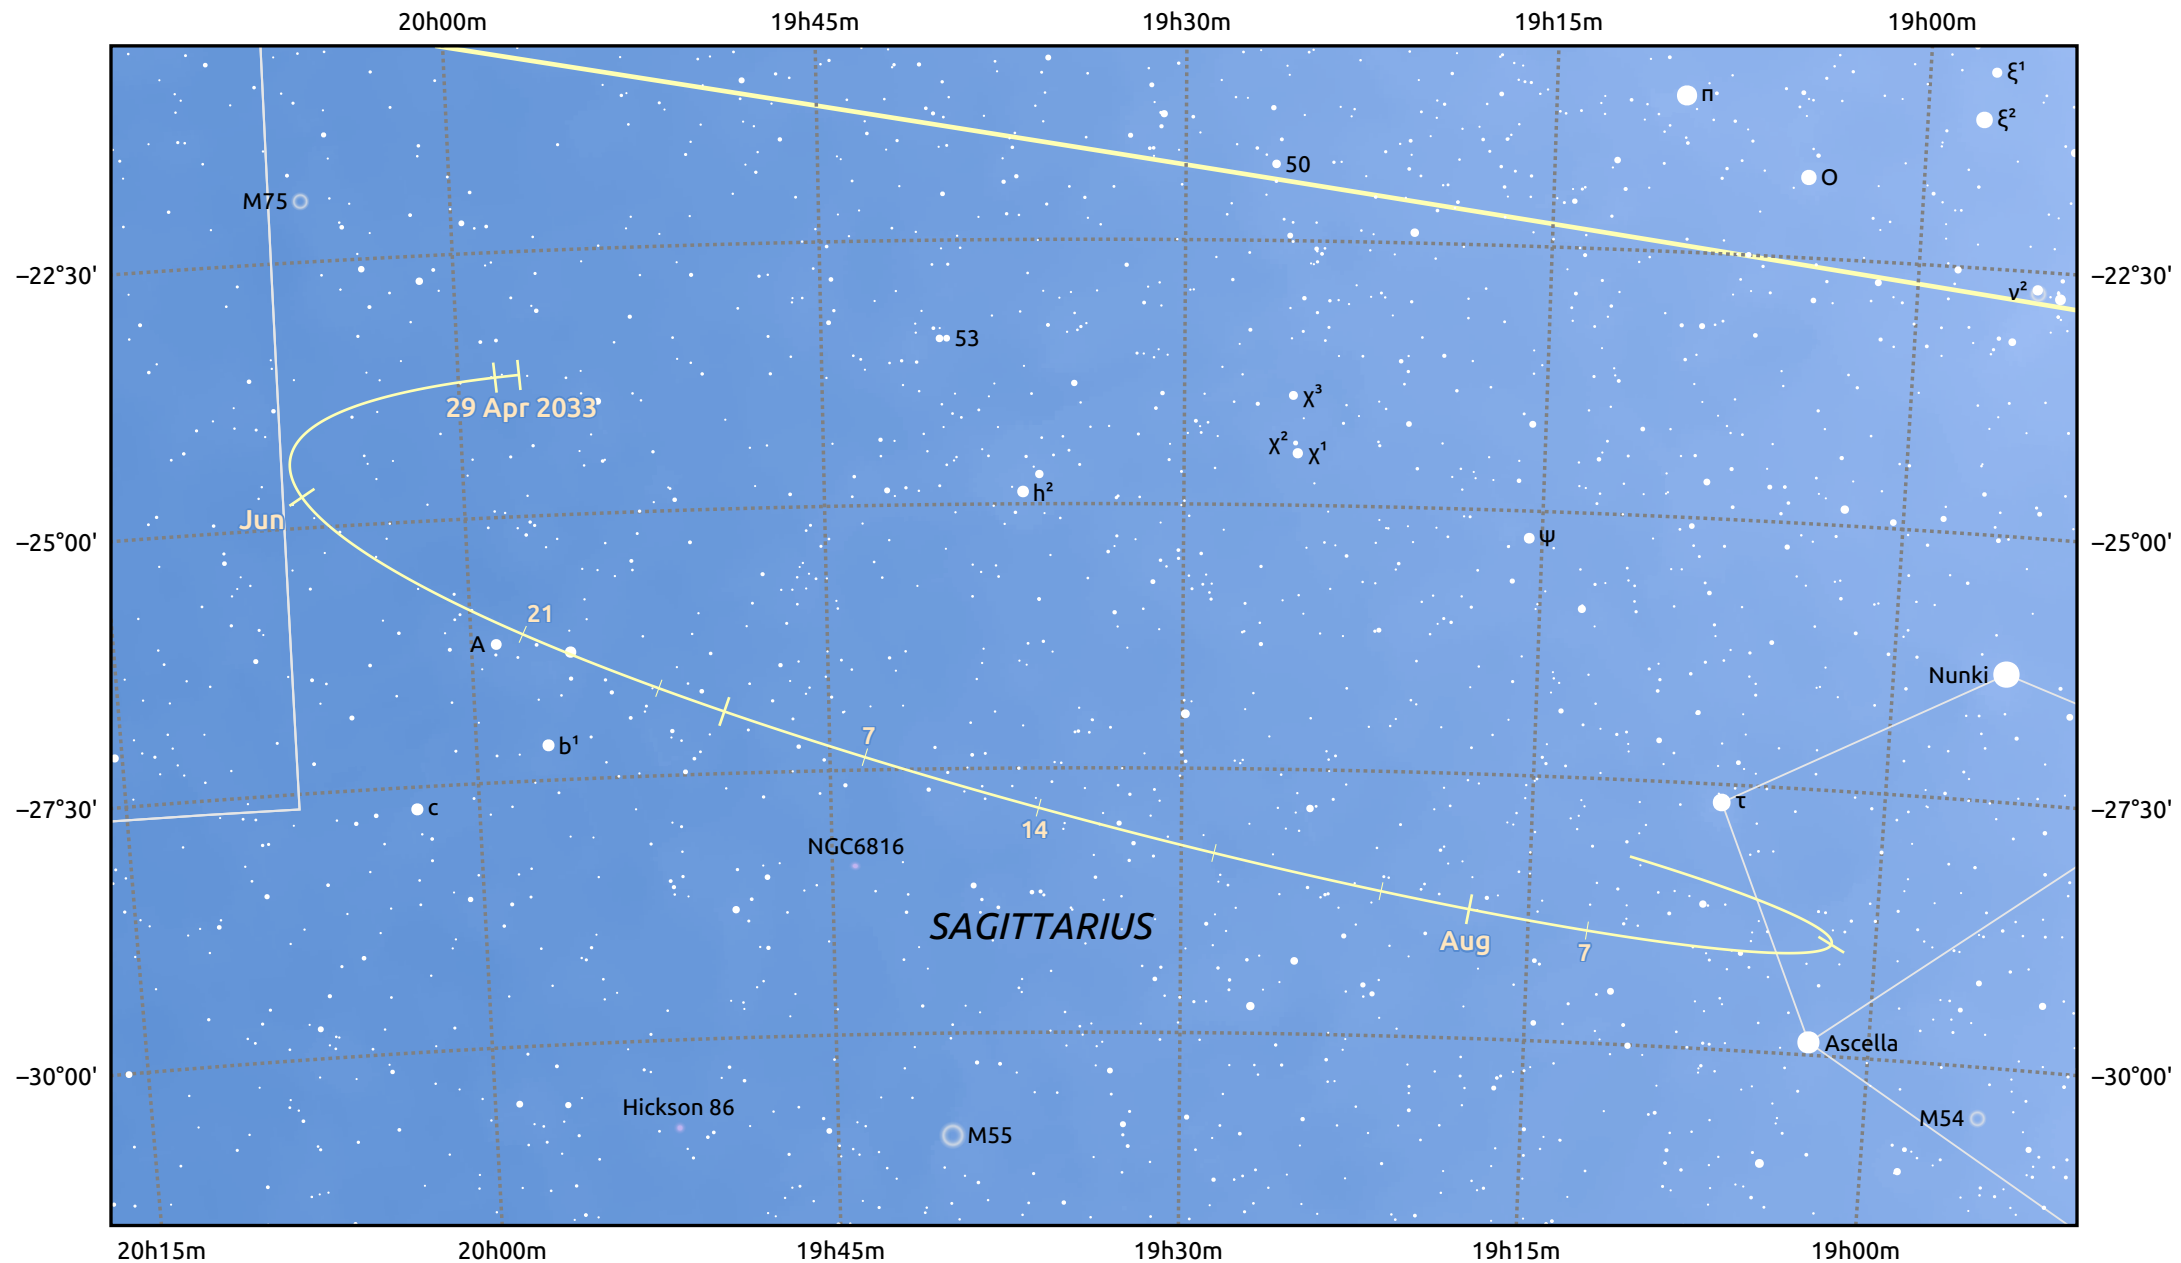 20h00m 19h45m 19h30m 19h15m 19h00m
ξ¹
π
ξ²
50
M75
O
−22°30' −22°30'
ν²
53
29 Apr 2033
χ³
χ² χ¹
h²
Jun
ψ
−25°00' −25°00'
21
A
Nunki
7
b¹
τ
−27°30' −27°30'
c
14
NGC6816
SAGITTARIUS
Aug
7
Ascella
−30°00' −30°00'
Hickson 86
M54
M55
20h15m 20h00m 19h45m 19h30m 19h15m 19h00m